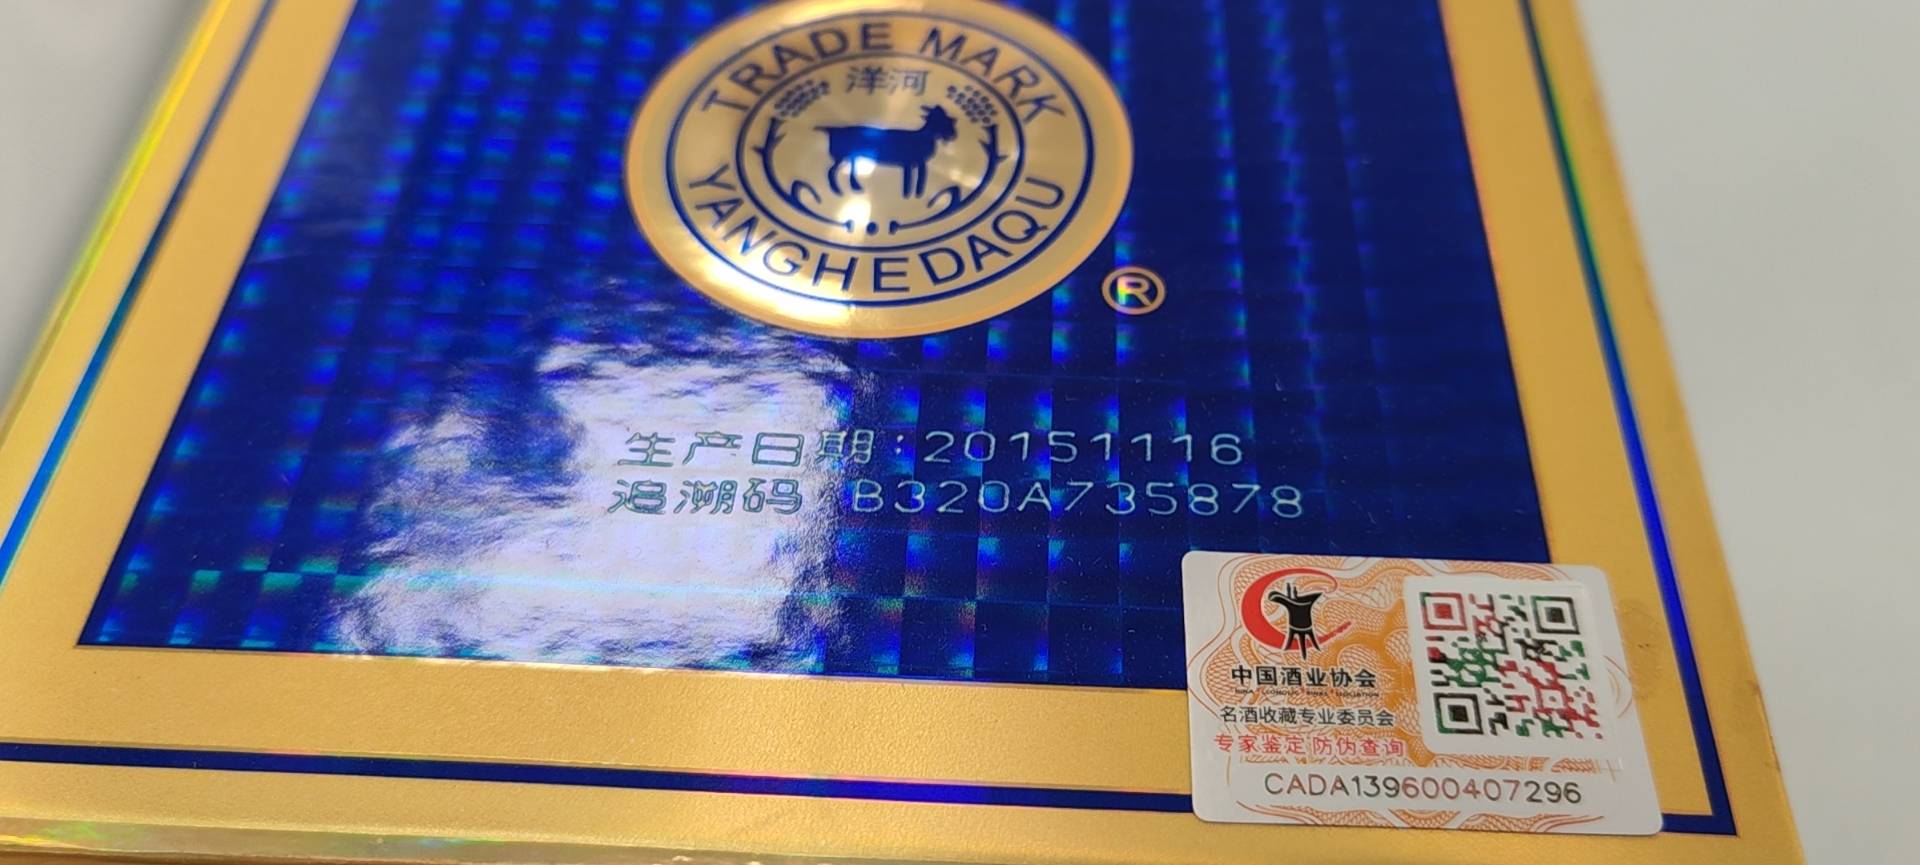 TRADE MARK
洋河
YANGHEDAQU
®
生产日期:20151116
追溯码 B320A735878
中国酒业协会
名酒收藏专业委员会
专家鉴定 防伪查询
CADA139600407296